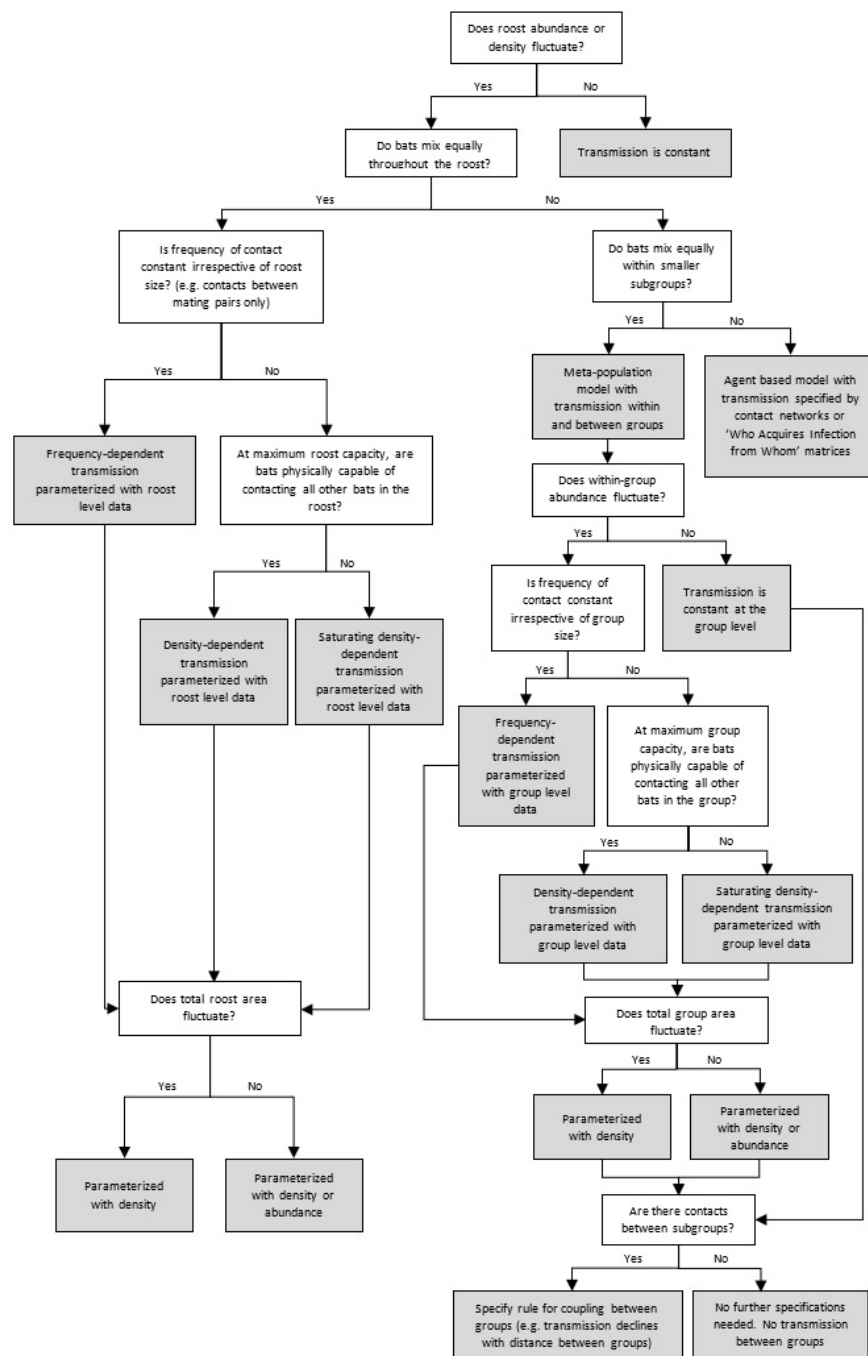 Does roost abundance or
density fluctuate?
Yes
No
Do bats mix equally
throughout the roost?
Transmission is constant
Yes
No
Is frequency of contact
constant irrespective of roost
size? (e.g. contacts between
mating pairs only)
Do bats mix equally
within smaller
subgroups?
Yes
No
Yes
No
Meta-population
model with
transmission within
and between groups
Agent based model with
transmission specified by
contact networks or
‘Who Acquires Infection
from Whom’ matrices
Frequency-dependent
transmission
parameterized with roost
level data
At maximum roost capacity, are
bats physically capable of
contacting all other bats in the
roost?
Does within-group
abundance fluctuate?
Yes
No
Yes
No
Is frequency of
contact constant
irrespective of group
size?
Transmission is
constant at the
group level
Density-dependent
transmission
parameterized with
roost level data
Saturating density-
dependent
transmission
parameterized with
roost level data
Yes
No
Frequency-
dependent
transmission
parameterized
with group level
data
At maximum group
capacity, are bats
physically capable of
contacting all other
bats in the group?
Yes
No
Density-dependent
transmission
parameterized with
group level data
Saturating density-
dependent transmission
parameterized with
group level data
Does total roost area
fluctuate?
Does total group area
fluctuate?
Yes
No
Yes
No
Parameterized
with density
Parameterized
with density or
abundance
Parameterized
with density
Parameterized
with density or
abundance
Are there contacts
between subgroups?
Yes
No
Specify rule for coupling between
groups (e.g. transmission declines
with distance between groups)
No further specifications
needed. No transmission
between groups